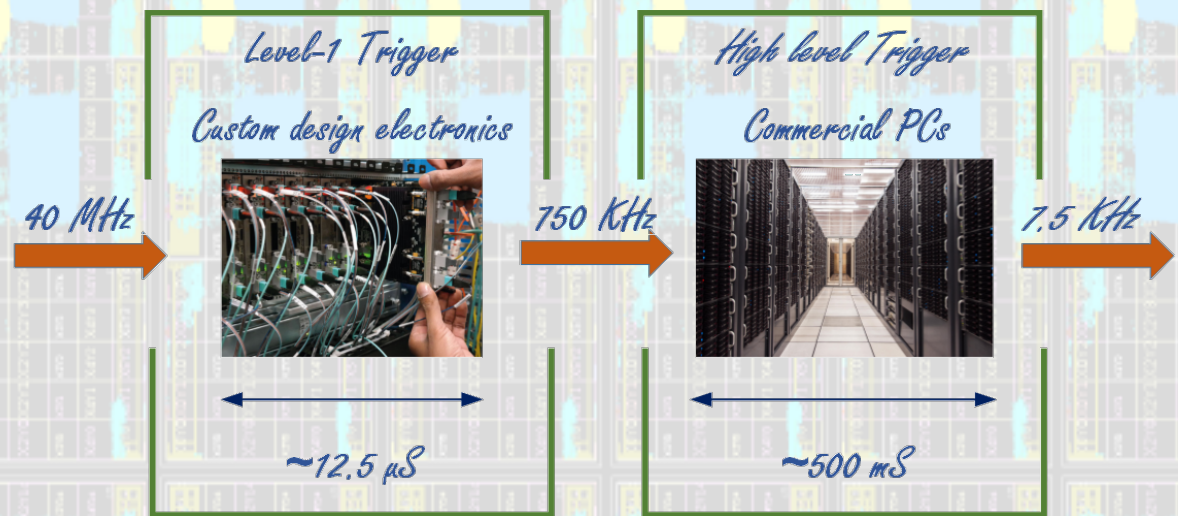 Level-1 Trigger
Custom design electronics
40 MHz
~12.5 µS
750 KHz
High level Trigger
Commercial PCs
~500 mS
7.5 KHz